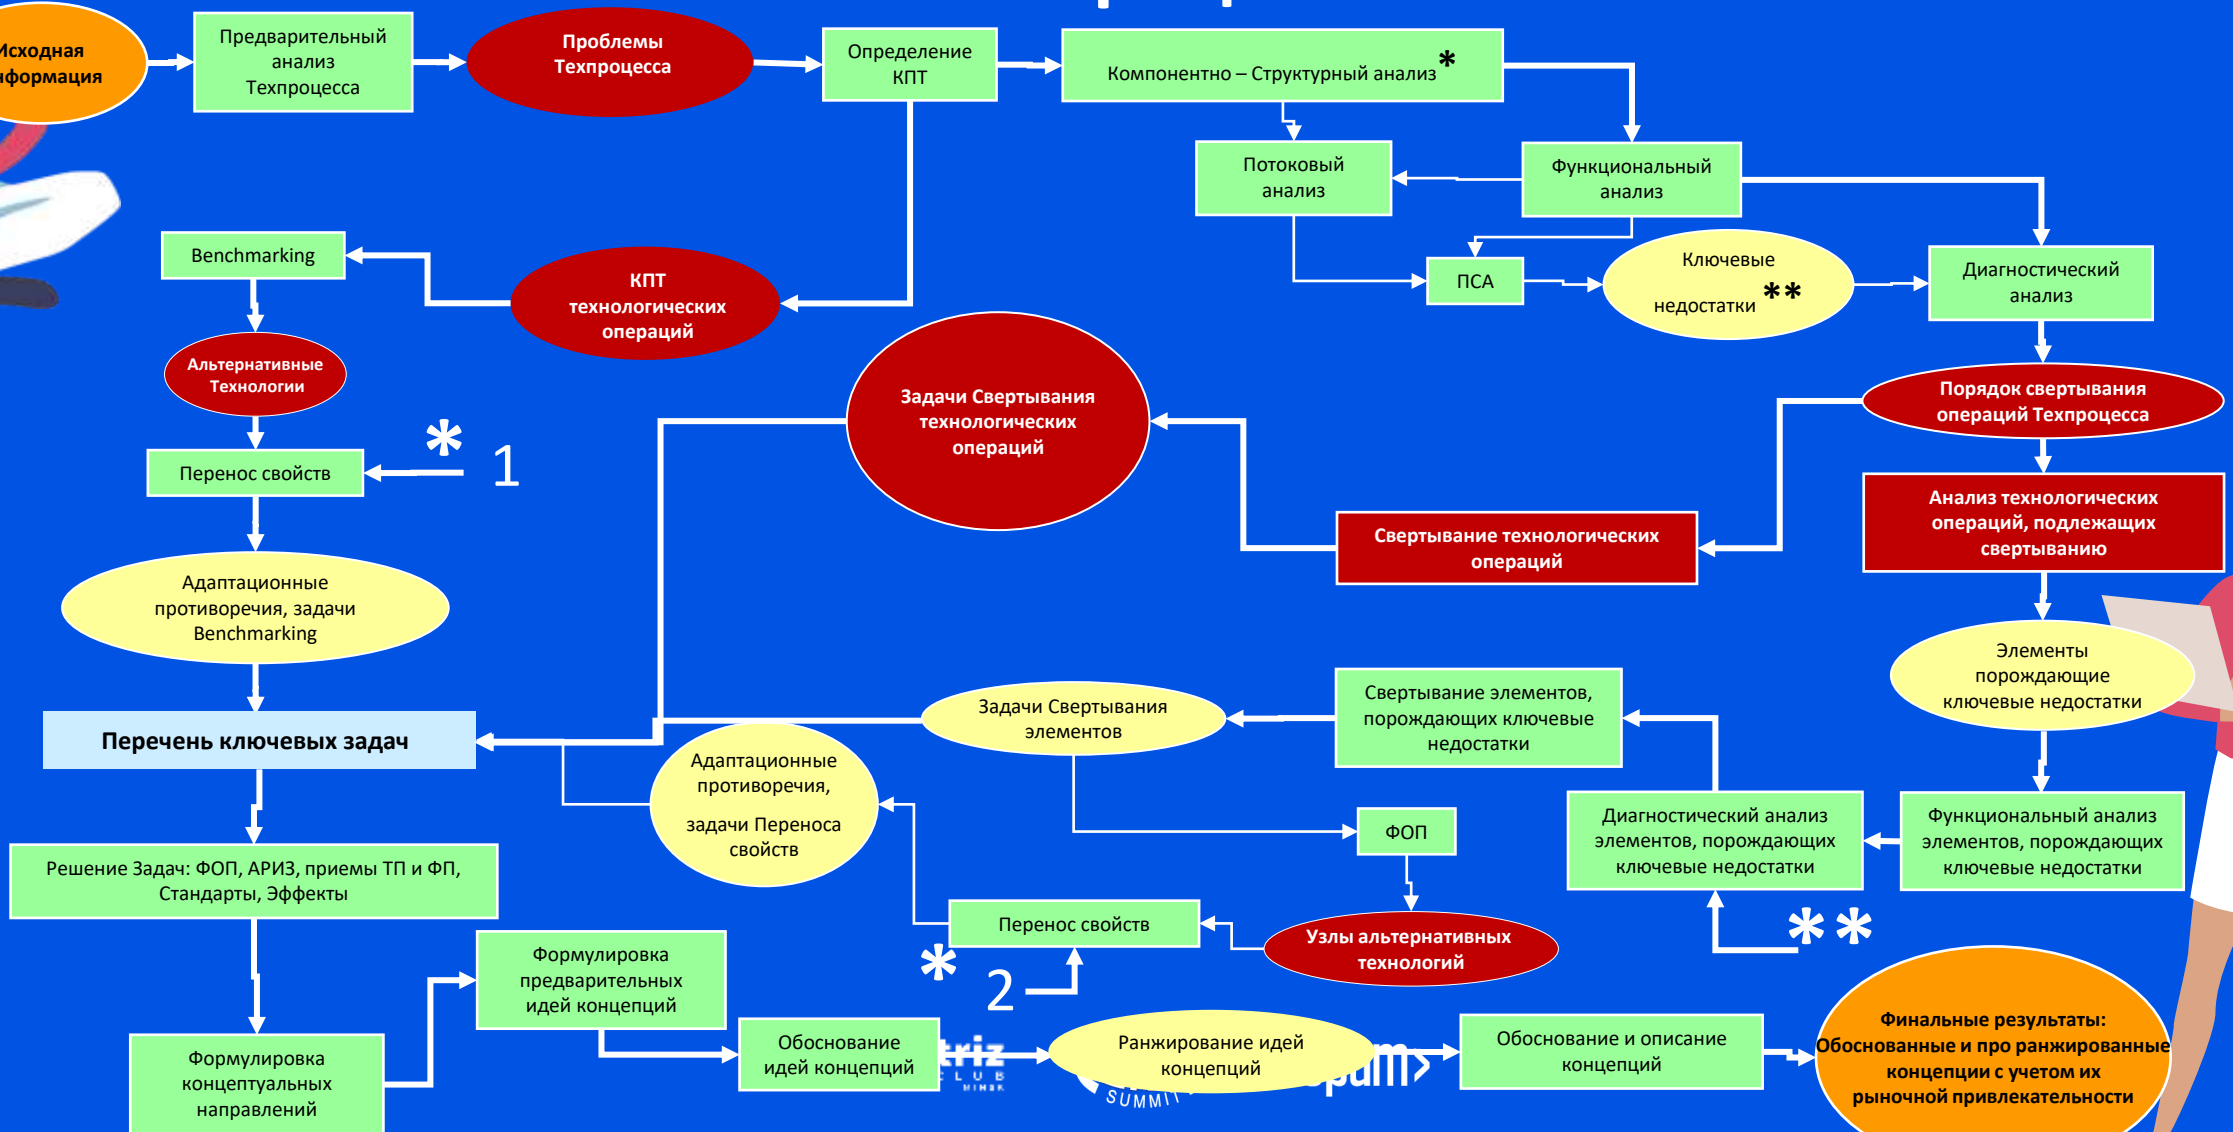 Исходная
нформация
Предварительный
анализ
Техпроцесса
Проблемы
Техпроцесса
Определение
КПТ
Компонентно – Структурный анализ *
Потоковый
анализ
Функциональный
анализ
Benchmarking
КПТ
технологических
операций
ПСА
Ключевые
недостатки **
Диагностический
анализ
Альтернативные
Технологии
Задачи Свертывания
технологических
операций
Порядок свертывания
операций Техпроцесса
Перенос свойств
* 1
Свертывание технологических
операций
Анализ технологических
операций, подлежащих
свертыванию
Адаптационные
противоречия, задачи
Benchmarking
Элементы
порождающие
ключевые недостатки
Перечень ключевых задач
Задачи Свертывания
элементов
Свертывание элементов,
порождающих ключевые
недостатки
Адаптационные
противоречия,
задачи Переноса
свойств
ФОП
Диагностический анализ
элементов, порождающих
ключевые недостатки
Функциональный анализ
элементов, порождающих
ключевые недостатки
Решение Задач: ФОП, АРИЗ, приемы ТП и ФП,
Стандарты, Эффекты
Перенос свойств
* 2
Узлы альтернативных
технологий
**
Формулировка
предварительных
идей концепций
Формулировка
концептуальных
направлений
Обоснование
идей концепций
triz
CLUB
MINSK
Ранжирование идей
концепций
SUMMIT
Обоснование и описание
концепций
Финальные результаты:
Обоснованные и про ранжированные
концепции с учетом их
рыночной привлекательности